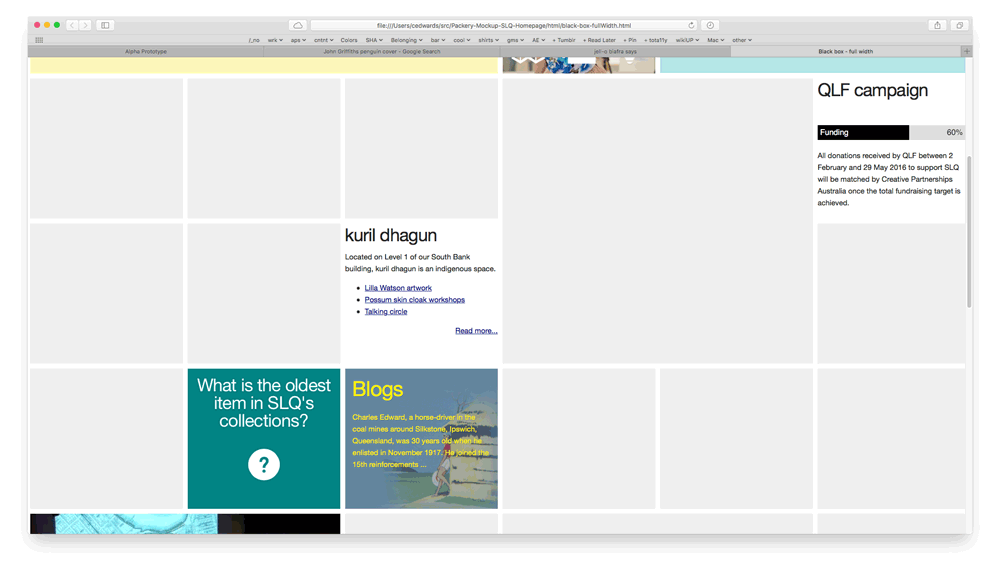 file:///Users/cedwards/src/Packery-Mockup-SLQ-Homepage/html/black-box-fullWidth.html
/_no wrk aps cntnt Colors SHA Belonging bar cool shirts gms AE + Tumblr + Read Later + Pin + tota11y wikiUP Mac other
Alpha Prototype
John Griffiths penguin cover - Google Search
jell-o biafra says
Black box - full width
QLF campaign
Funding 60%
All donations received by QLF between 2
February and 29 May 2016 to support SLQ
will be matched by Creative Partnerships
Australia once the total fundraising target is
achieved.
kuril dhagun
Located on Level 1 of our South Bank
building, kuril dhagun is an indigenous space.
Lilla Watson artwork
Possum skin cloak workshops
Talking circle
Read more...
What is the oldest
item in SLQ's
collections?
?
Blogs
Charles Edward, a horse-driver in the
coal mines around Silkstone, Ipswich,
Queensland, was 30 years old when he
enlisted in November 1917. He joined the
15th reinforcements ...